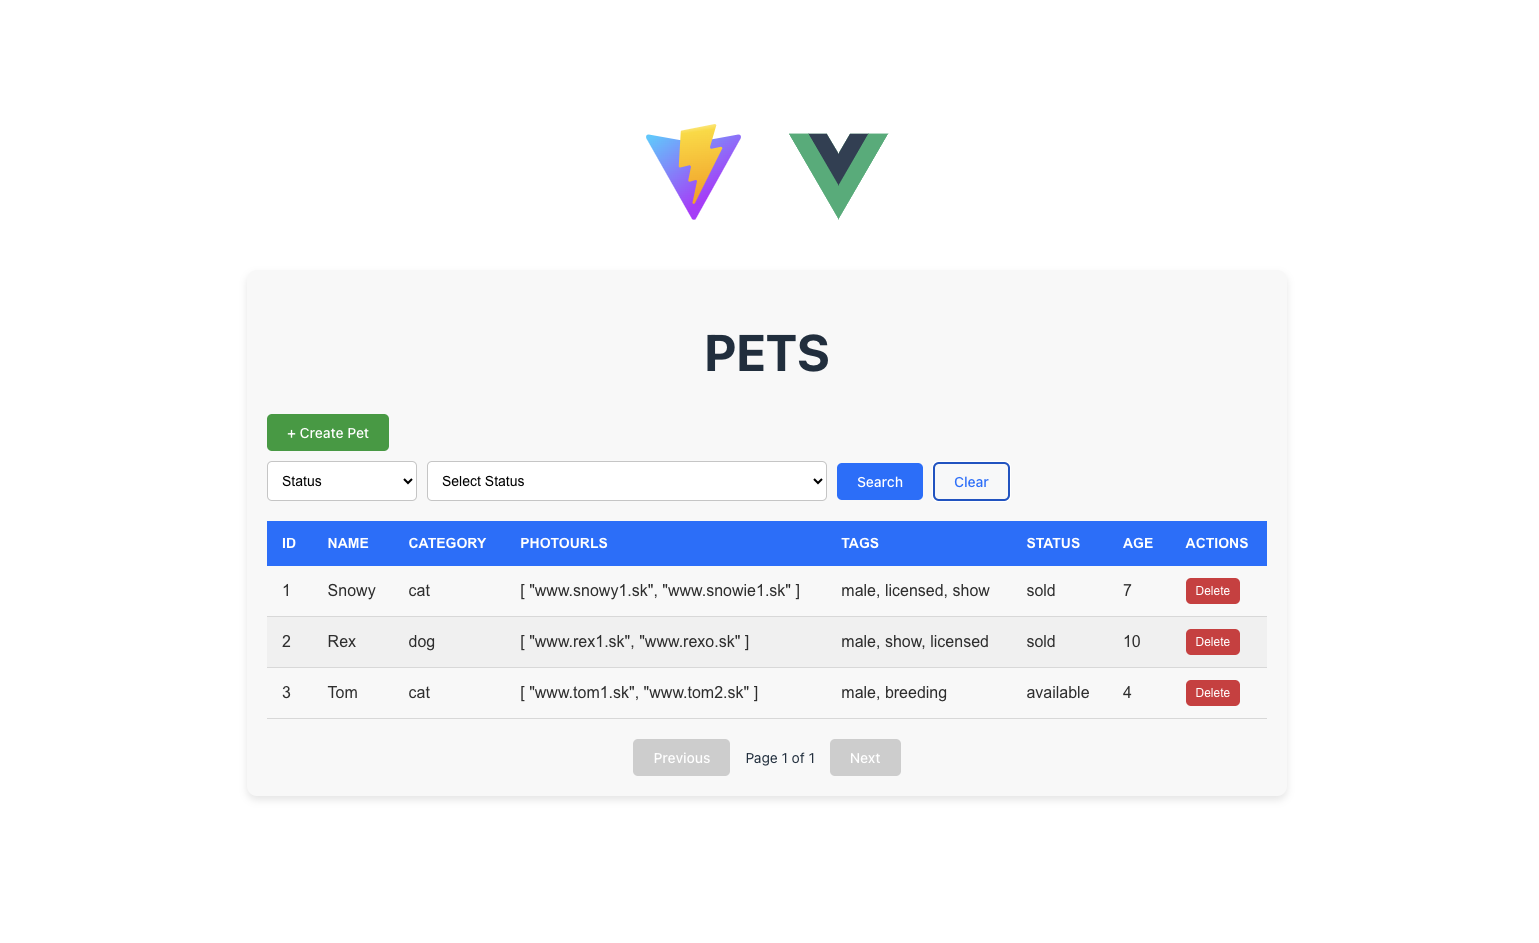 PETS
+ Create Pet
Status Select Status Search Clear
ID NAME CATEGORY PHOTOURLS TAGS STATUS AGE ACTIONS
1 Snowy cat [ "www.snowy1.sk", "www.snowie1.sk" ] male, licensed, show sold 7 Delete
2 Rex dog [ "www.rex1.sk", "www.rexo.sk" ] male, show, licensed sold 10 Delete
3 Tom cat [ "www.tom1.sk", "www.tom2.sk" ] male, breeding available 4 Delete
Previous Page 1 of 1 Next